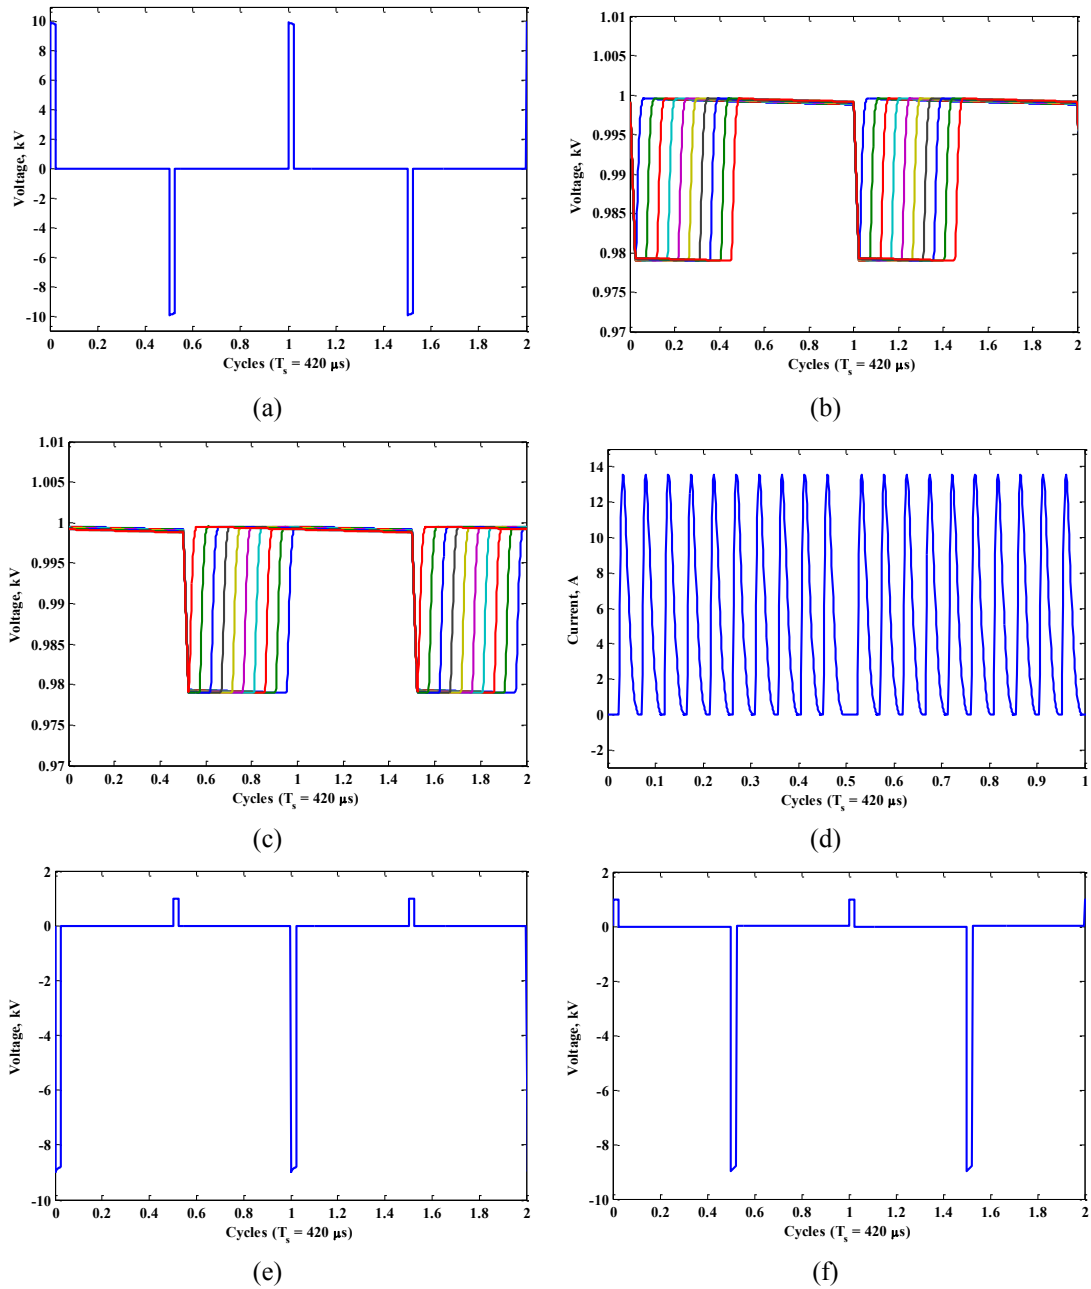 10
8
6
4
2
0
-2
-4
-6
-8
-10
Voltage, kV
0 0.2 0.4 0.6 0.8 1 1.2 1.4 1.6 1.8 2
Cycles (Ts = 420 μs)
(a)
1.01
1.005
1
0.995
0.99
0.985
0.98
0.975
0.97
Voltage, kV
0 0.2 0.4 0.6 0.8 1 1.2 1.4 1.6 1.8 2
Cycles (Ts = 420 μs)
(b)
1.01
1.005
1
0.995
0.99
0.985
0.98
0.975
0.97
Voltage, kV
0 0.2 0.4 0.6 0.8 1 1.2 1.4 1.6 1.8 2
Cycles (Ts = 420 μs)
(c)
14
12
10
8
6
4
2
0
-2
Current, A
0 0.1 0.2 0.3 0.4 0.5 0.6 0.7 0.8 0.9 1
Cycles (Ts = 420 μs)
(d)
2
0
-2
-4
-6
-8
-10
Voltage, kV
0 0.2 0.4 0.6 0.8 1 1.2 1.4 1.6 1.8 2
Cycles (Ts = 420 μs)
(e)
2
0
-2
-4
-6
-8
-10
Voltage, kV
0 0.2 0.4 0.6 0.8 1 1.2 1.4 1.6 1.8 2
Cycles (Ts = 420 μs)
(f)